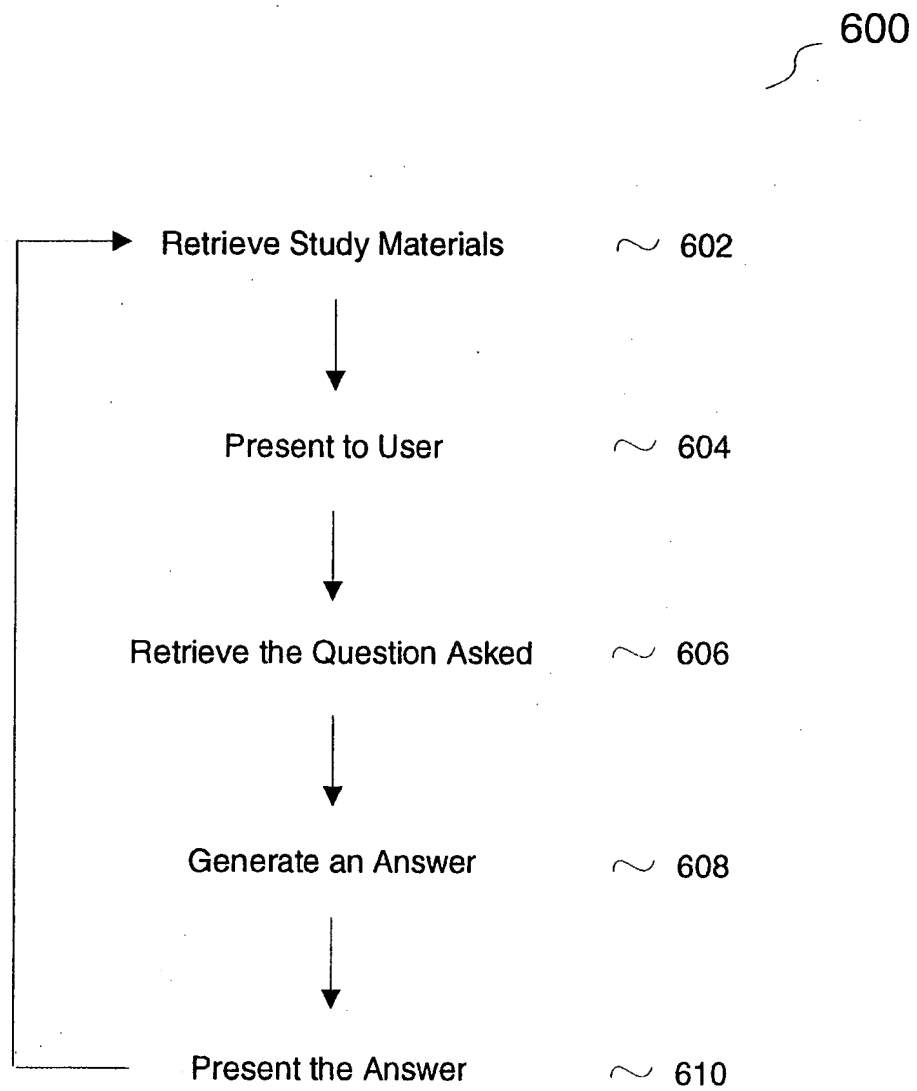 600
Retrieve Study Materials 602
Present to User 604
Retrieve the Question Asked 606
Generate an Answer 608
Present the Answer 610